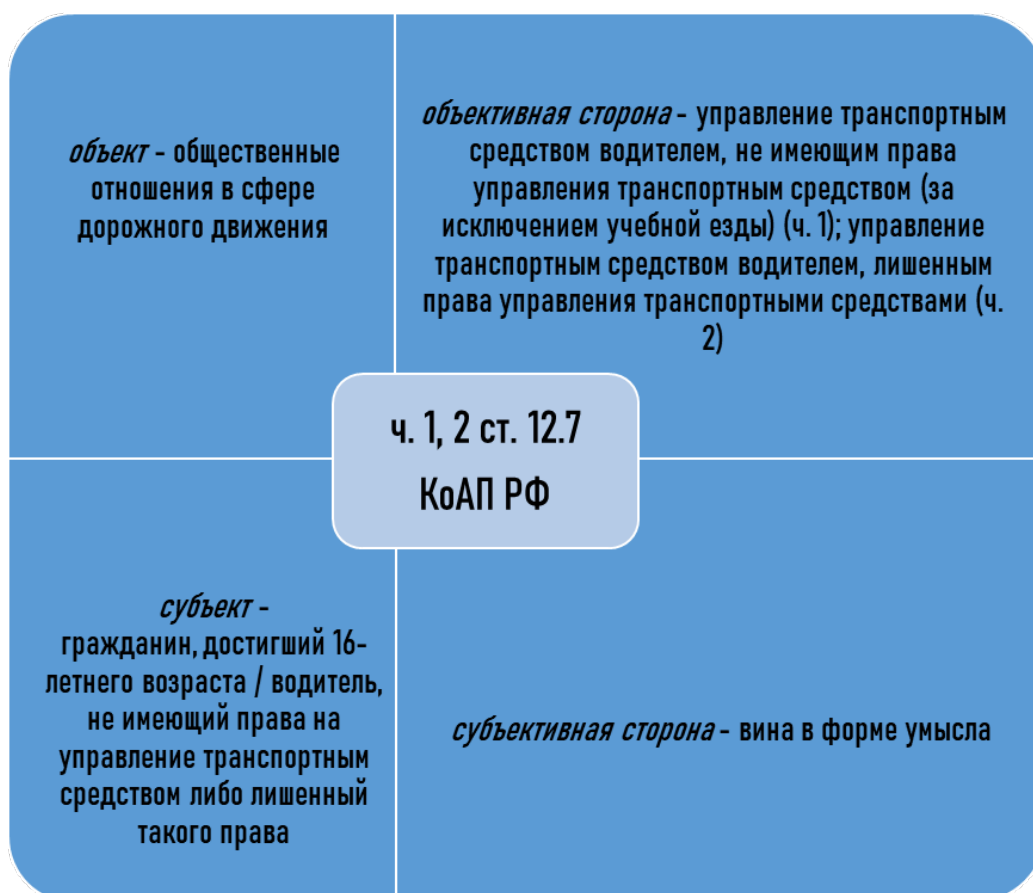 объект - общественные
отношения в сфере
дорожного движения
объективная сторона - управление транспортным
средством водителем, не имеющим права
управления транспортным средством (за
исключением учебной езды) (ч. 1); управление
транспортным средством водителем, лишенным
права управления транспортными средствами (ч.
2)
ч. 1, 2 ст. 12.7
КоАП РФ
субъект -
гражданин, достигший 16-
летнего возраста / водитель,
не имеющий права на
управление транспортным
средством либо лишенный
такого права
субъективная сторона - вина в форме умысла